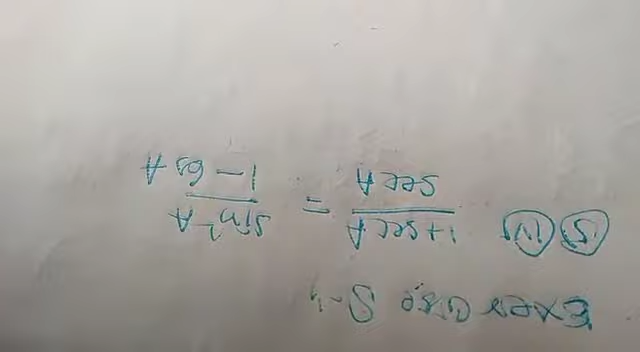 Exercise 8.4
5 (iv) 1+secA / secA = sin²A / 1-cosA